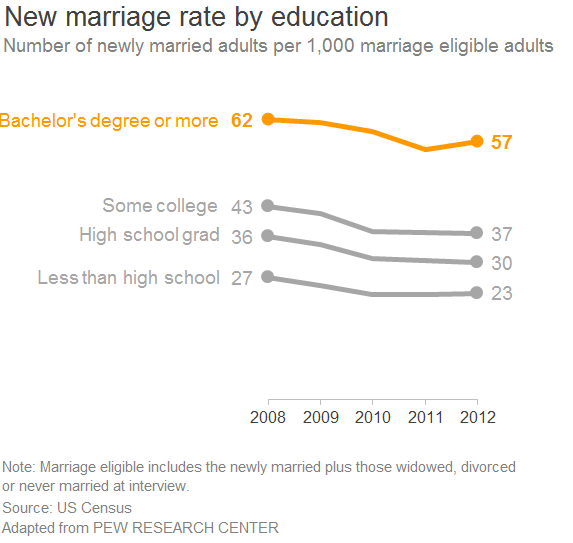 New marriage rate by education
Number of newly married adults per 1,000 marriage eligible adults
Bachelor's degree or more 62
57
Some college 43
37
High school grad 36
30
Less than high school 27
23
2008 2009 2010 2011 2012
Note: Marriage eligible includes the newly married plus those widowed, divorced
or never married at interview.
Source: US Census
Adapted from PEW RESEARCH CENTER